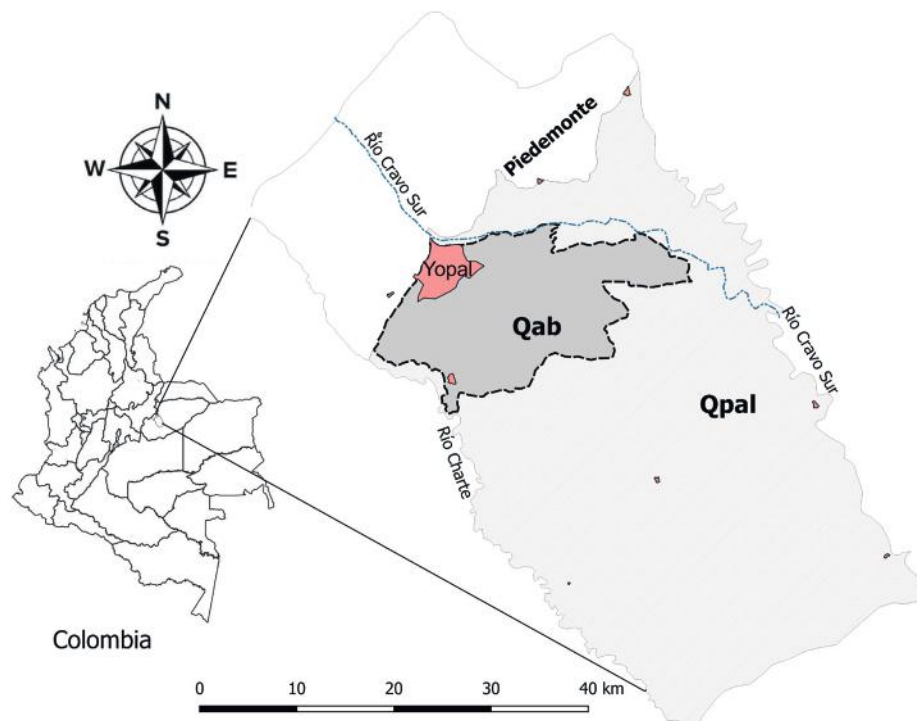 N
W E
S
Piedemonte
Río Cravo Sur
Yopal
Qab
Río Cravo Sur
Qpal
Río Charte
Colombia
0 10 20 30 40 km